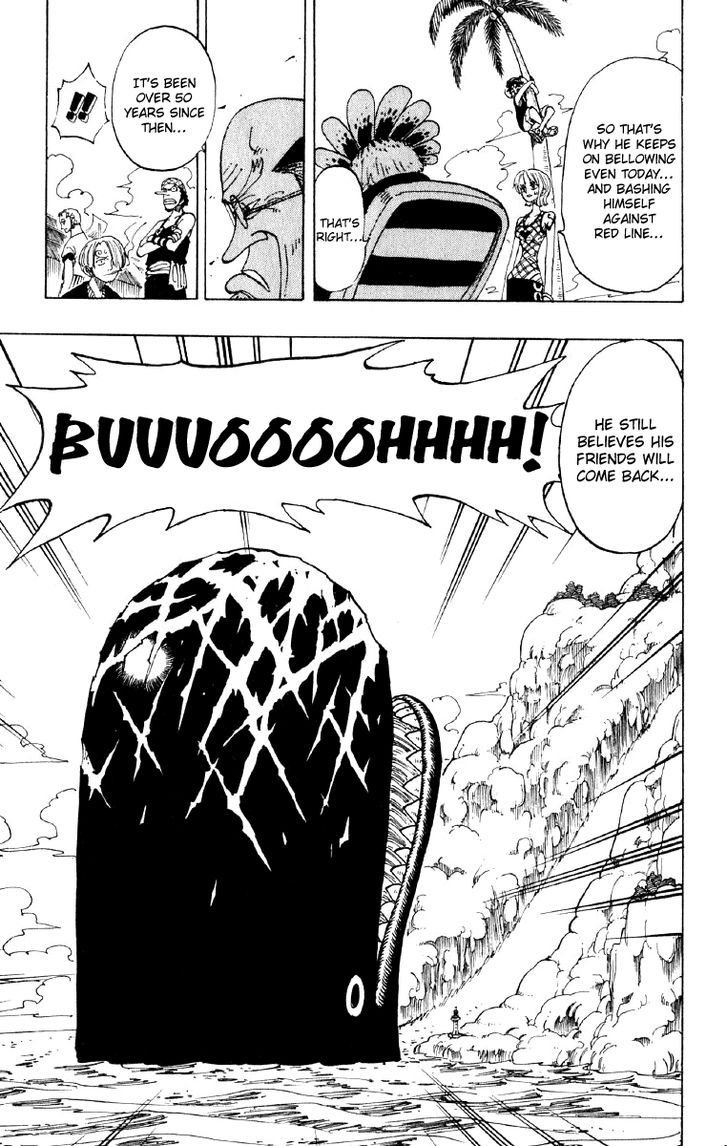 SO THAT'S
WHY HE KEEPS
ON BELLOWING
EVEN TODAY...
...AND BASHING
HIMSELF
AGAINST
RED LINE...
THAT'S
RIGHT...
IT'S BEEN
OVER 50
YEARS SINCE
THEN...
!!
HE STILL
BELIEVES HIS
FRIENDS WILL
COME BACK...
BUUUOOOOHHHH!